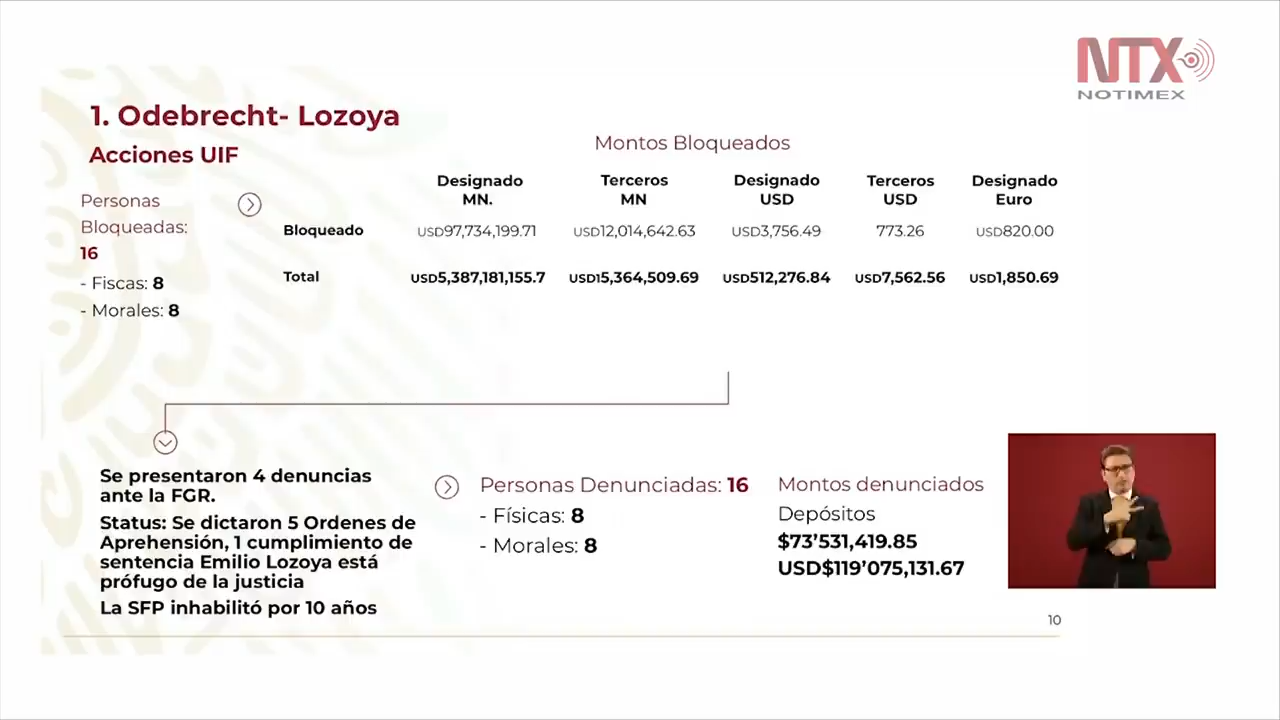 NTX
NOTIMEX
1. Odebrecht- Lozoya
Acciones UIF
Personas
Bloqueadas:
16
- Fiscas: 8
- Morales: 8
Montos Bloqueados
Designado MN. Terceros MN Designado USD Terceros USD Designado Euro
Bloqueado USD97,734,199.71 USD12,014,642.63 USD3,756.49 773.26 USD820.00
Total USD5,387,181,155.7 USD15,364,509.69 USD512,276.84 USD7,562.56 USD1,850.69
Se presentaron 4 denuncias
ante la FGR.
Status: Se dictaron 5 Ordenes de
Aprehensión, 1 cumplimiento de
sentencia Emilio Lozoya está
prófugo de la justicia
La SFP inhabilitó por 10 años
Personas Denunciadas: 16
- Físicas: 8
- Morales: 8
Montos denunciados
Depósitos
$73’531,419.85
USD$119’075,131.67
10